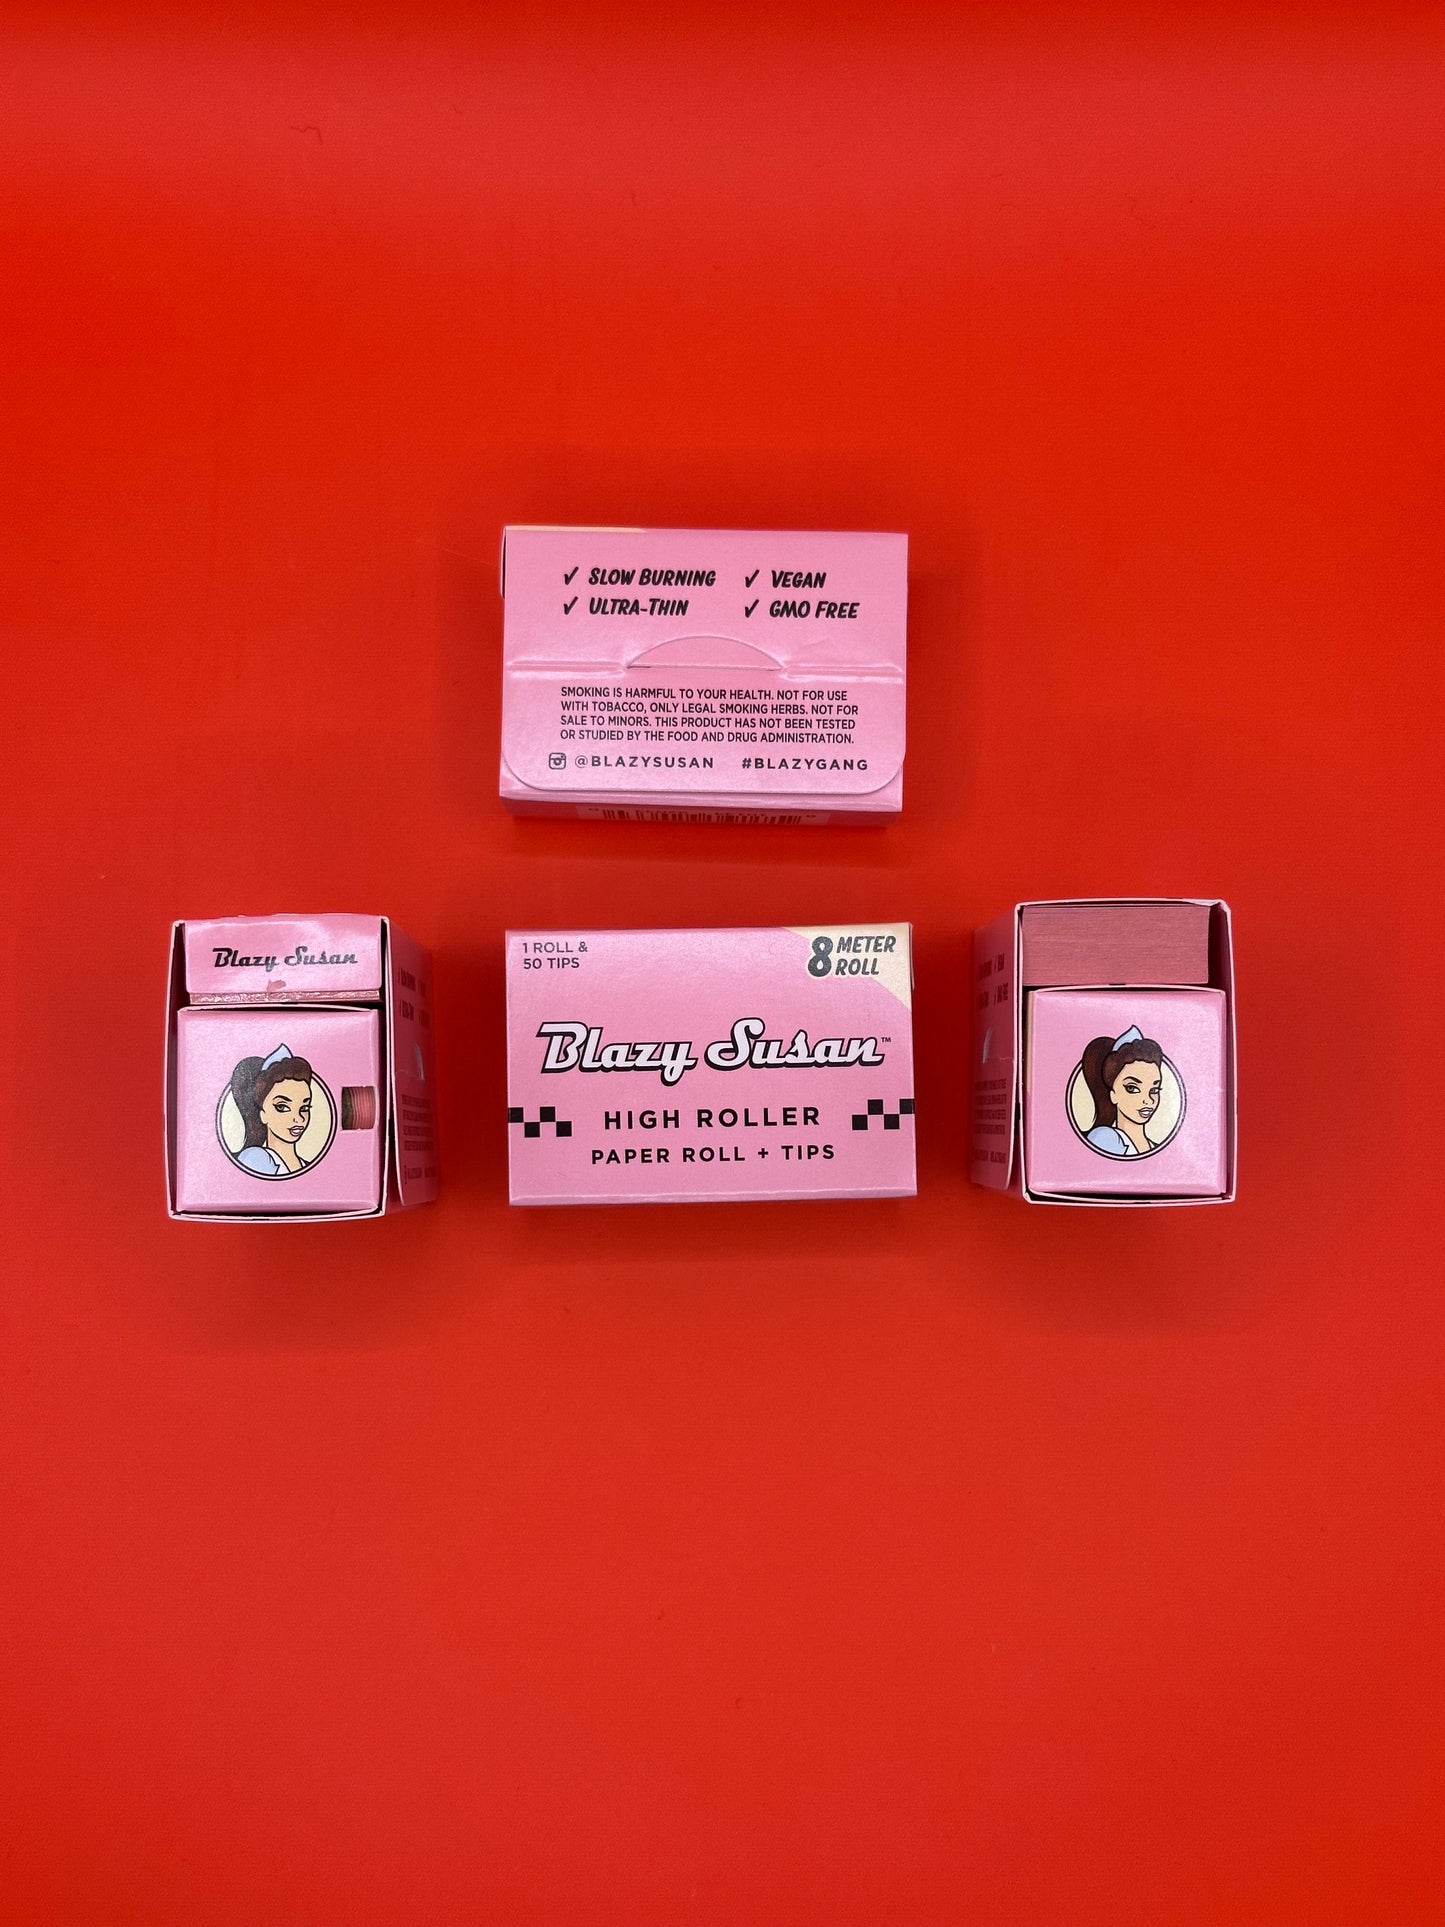 ✓ SLOW BURNING ✓ VEGAN
✓ ULTRA-THIN ✓ GMO FREE
SMOKING IS HARMFUL TO YOUR HEALTH. NOT FOR USE
WITH TOBACCO, ONLY LEGAL SMOKING HERBS. NOT FOR
SALE TO MINORS. THIS PRODUCT HAS NOT BEEN TESTED
OR STUDIED BY THE FOOD AND DRUG ADMINISTRATION.
@BLAZYSUSAN #BLAZYGANG
Blazy Susan
1 ROLL &
50 TIPS
8 METER
ROLL
Blazy Susan™
HIGH ROLLER
PAPER ROLL + TIPS